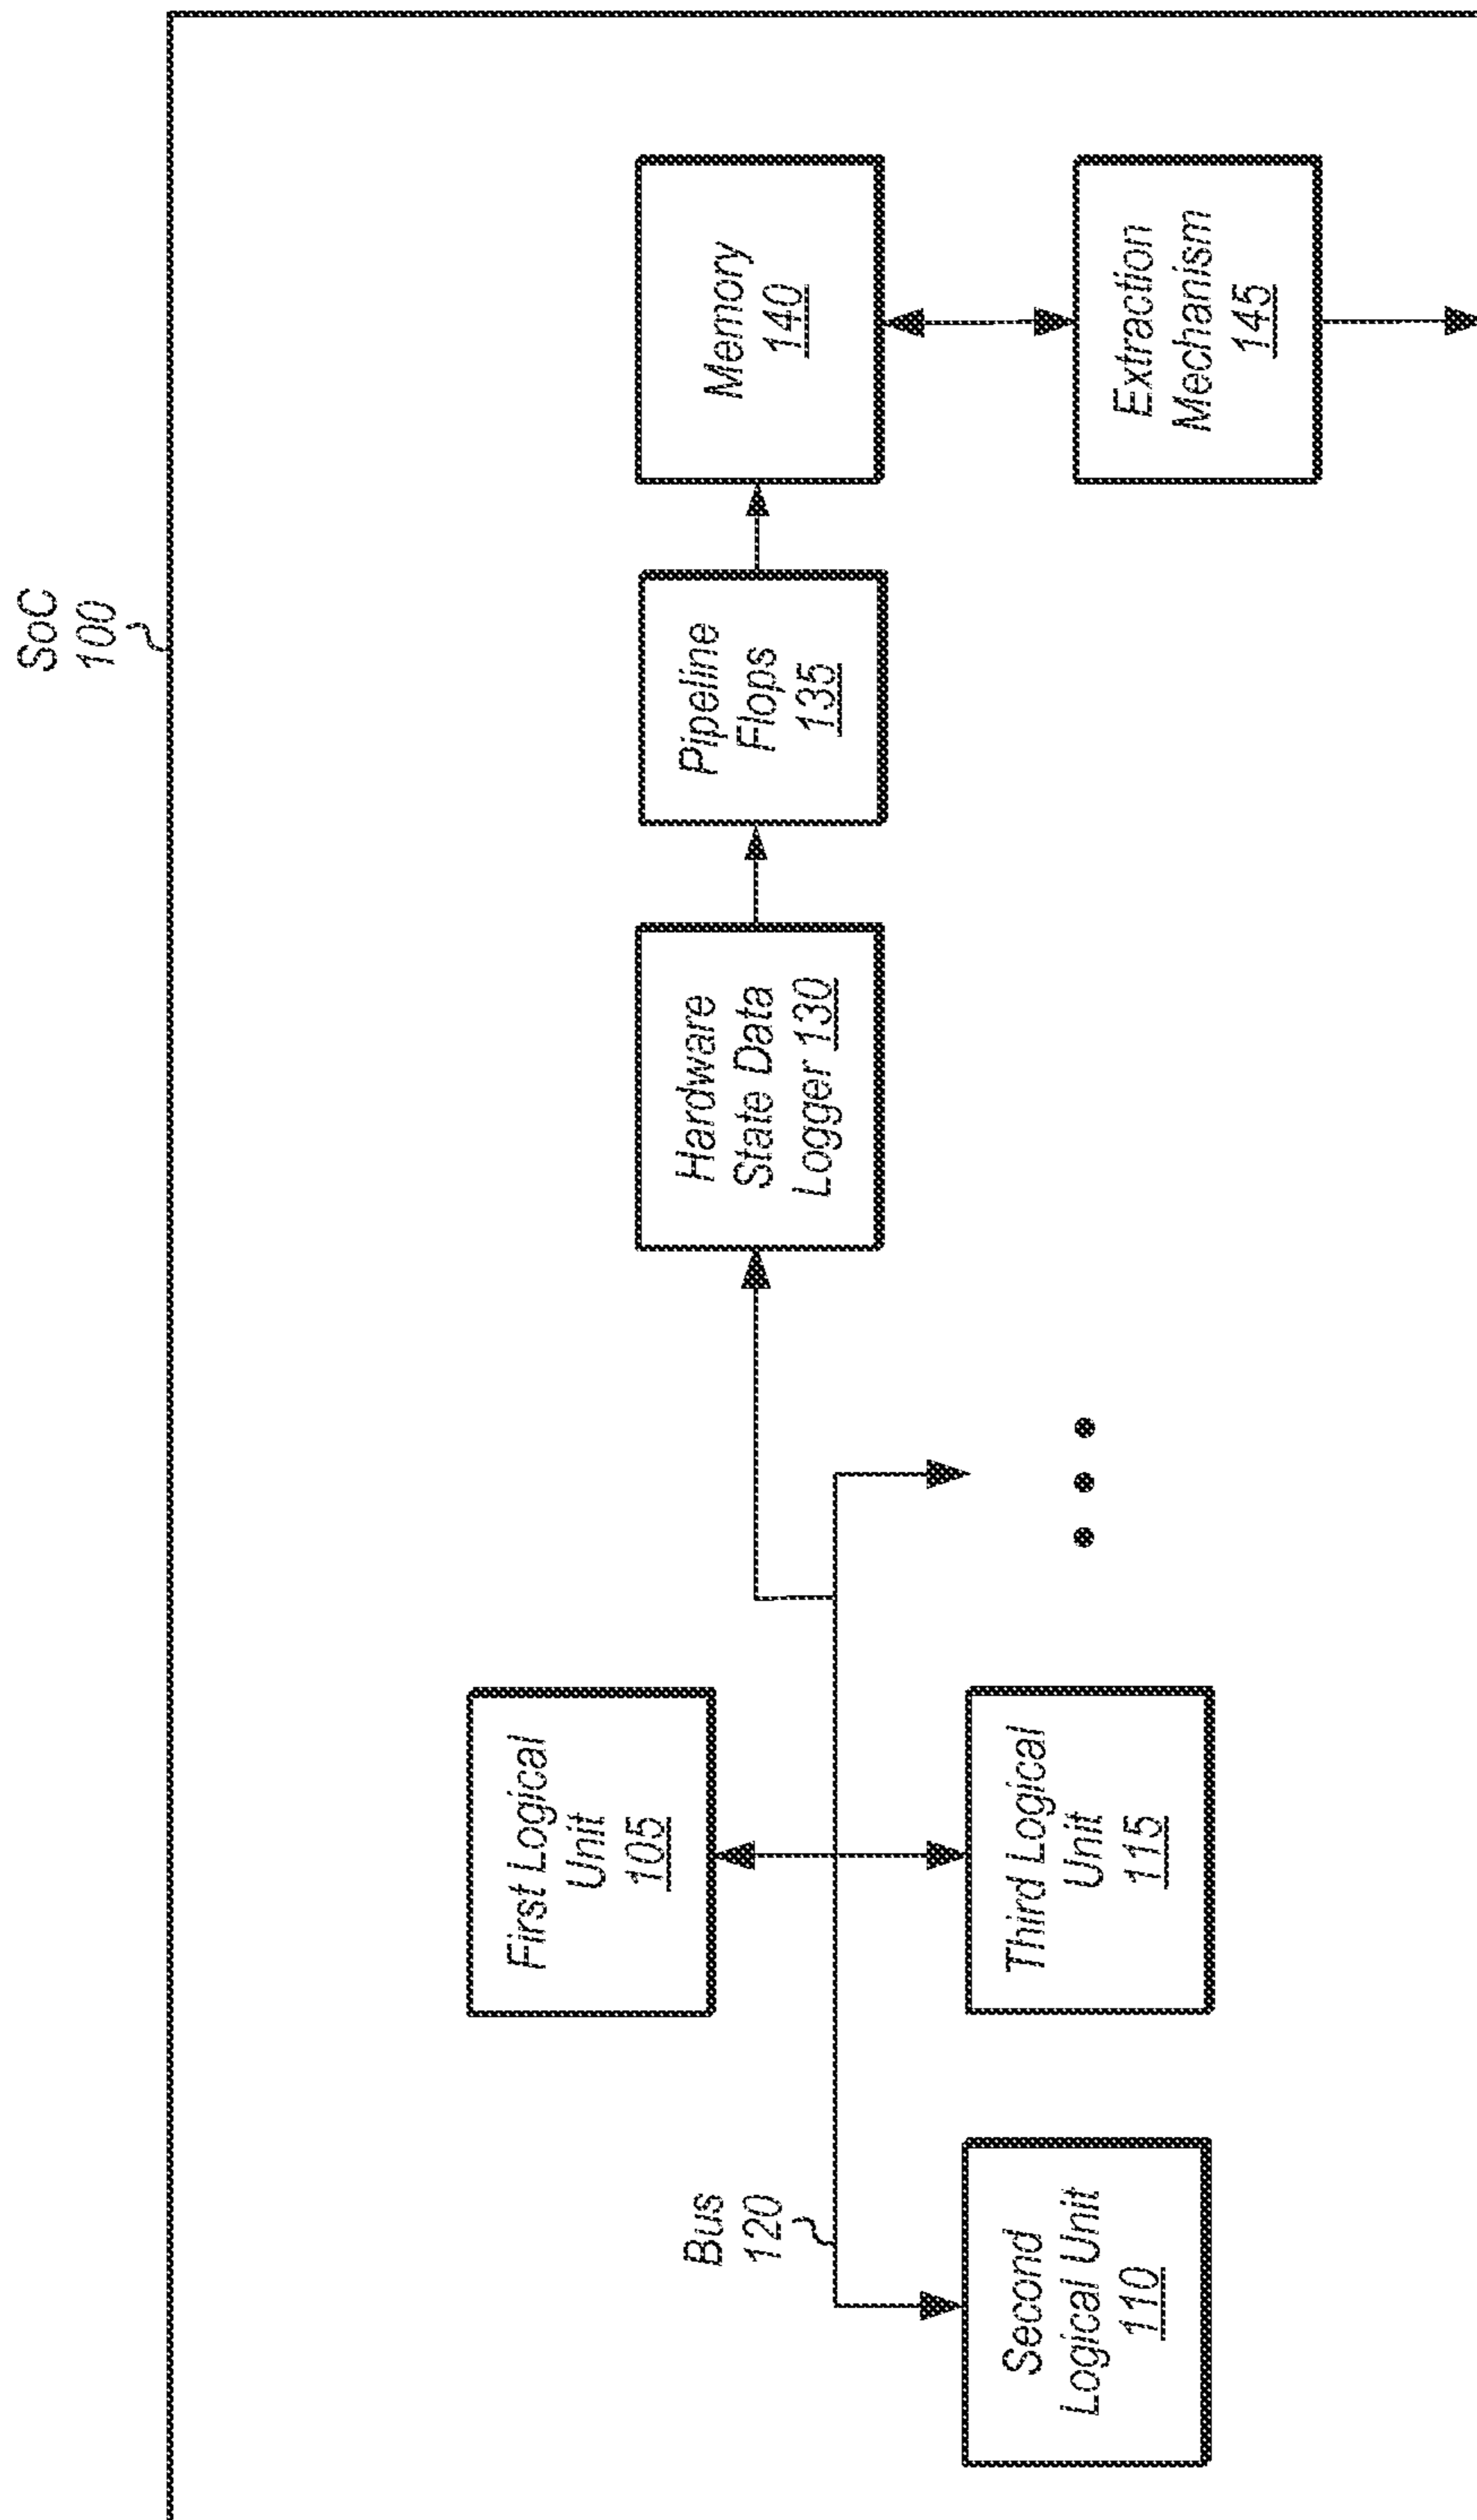 SoC
100
First Logical
Unit
105
Bus
120
Second
Logical Unit
110
Third Logical
Unit
115
Hardware
State Data
Logger 130
Pipeline
Flops
135
Memory
140
Extraction
Mechanism
145